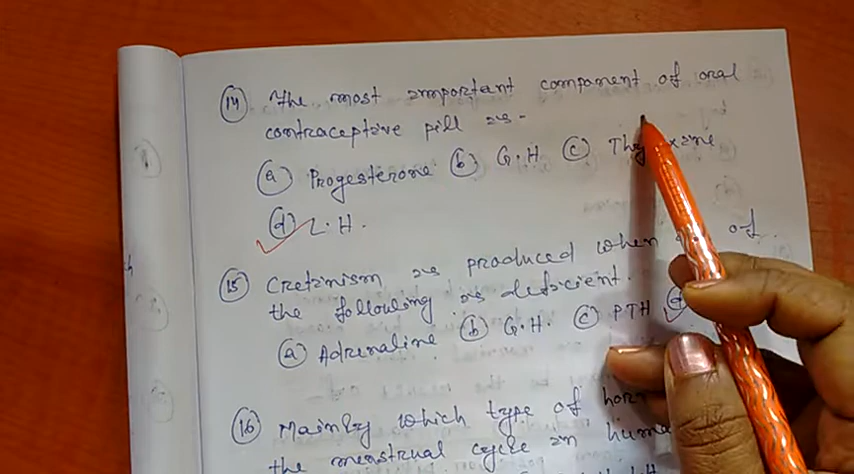 14 The most important component of oral
contraceptive pill is -
a Progesterone b G.H c
d L.H.
15 Cretinism is produced when of
the following is deficient.
a Adrenaline b G.H. c PTH d
16 Mainly which type of
the menstrual cycle in